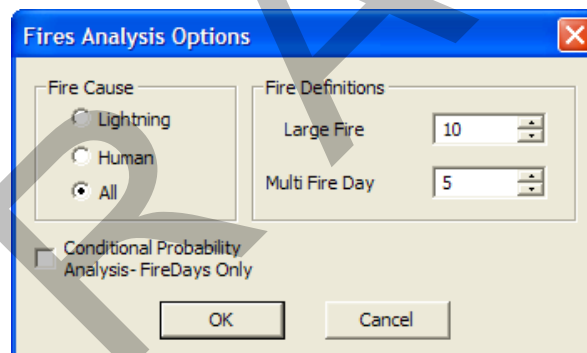 Fires Analysis Options
Fire Cause
Lightning
Human
All
Fire Definitions
Large Fire 10
Multi Fire Day 5
Conditional Probability
Analysis- FireDays Only
OK Cancel